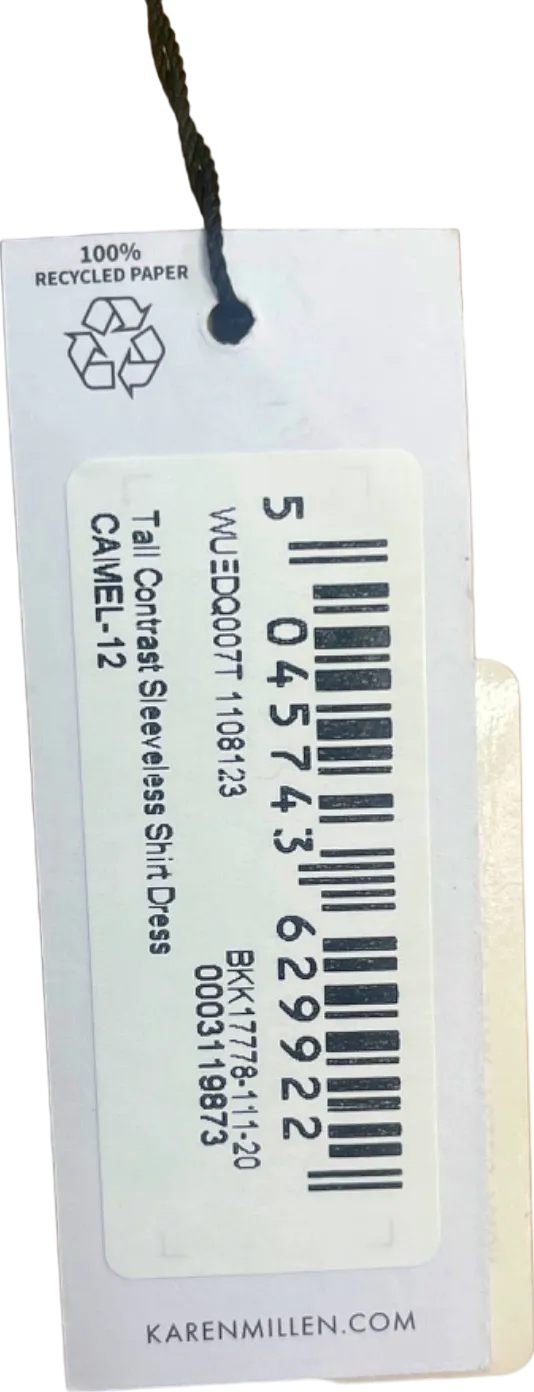 100%
RECYCLED PAPER
5 045743 629922
WUEDQ007T 1108123
BKK17778-111-20
0003119873
Tall Contrast Sleeveless Shirt Dress
CAMEL-12
KARENMILLEN.COM